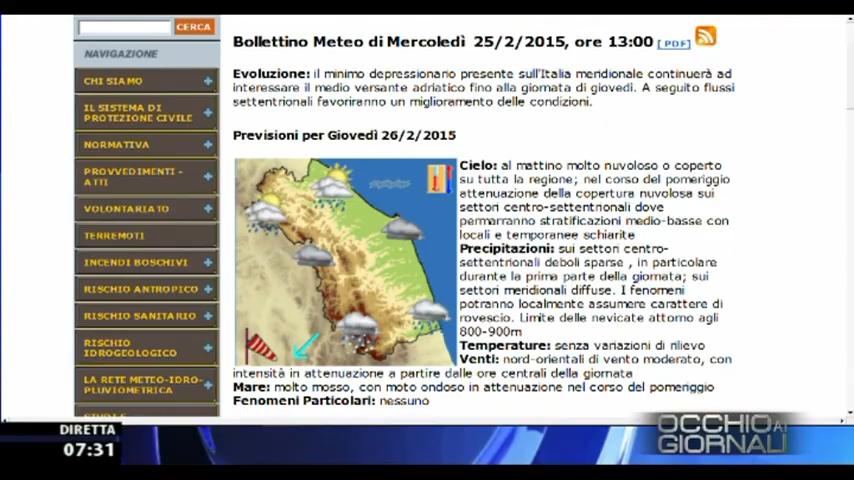 CERCA
NAVIGAZIONE
CHI SIAMO
IL SISTEMA DI
PROTEZIONE CIVILE
NORMATIVA
PROVVEDIMENTI -
ATTI
VOLONTARIATO
TERREMOTI
INCENDI BOSCHIVI
RISCHIO ANTROPICO
RISCHIO SANITARIO
RISCHIO
IDROGEOLOGICO
LA RETE METEO-IDRO-
PLUVIOMETRICA
Bollettino Meteo di Mercoledì 25/2/2015, ore 13:00 [PDF]
Evoluzione: il minimo depressionario presente sull'Italia meridionale continuerà ad
interessare il medio versante adriatico fino alla giornata di giovedì. A seguito flussi
settentrionali favoriranno un miglioramento delle condizioni.
Previsioni per Giovedì 26/2/2015
Cielo: al mattino molto nuvoloso o coperto
su tutta la regione; nel corso del pomeriggio
attenuazione della copertura nuvolosa sui
settori centro-settentrionali dove
permarranno stratificazioni medio-basse con
locali e temporanee schiarite
Precipitazioni: sui settori centro-
settentrionali deboli sparse , in particolare
durante la prima parte della giornata; sui
settori meridionali diffuse. I fenomeni
potranno localmente assumere carattere di
rovescio. Limite delle nevicate attorno agli
800-900m
Temperature: senza variazioni di rilievo
Venti: nord-orientali di vento moderato, con
intensità in attenuazione a partire dalle ore centrali della giornata
Mare: molto mosso, con moto ondoso in attenuazione nel corso del pomeriggio
Fenomeni Particolari: nessuno
DIRETTA
07:31
OCCHIO AI
GIORNALI